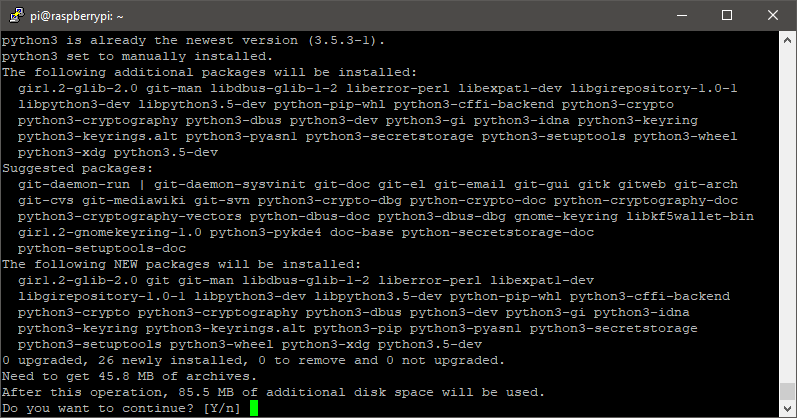 pi@raspberrypi: ~
python3 is already the newest version (3.5.3-1).
python3 set to manually installed.
The following additional packages will be installed:
gir1.2-glib-2.0 git-man libdbus-glib-1-2 liberror-perl libexpat1-dev libgirepository-1.0-1
libpython3-dev libpython3.5-dev python-pip-whl python3-cffi-backend python3-crypto
python3-cryptography python3-dbus python3-dev python3-gi python3-idna python3-keyring
python3-keyrings.alt python3-pyasn1 python3-secretstorage python3-setuptools python3-wheel
python3-xdg python3.5-dev
Suggested packages:
git-daemon-run | git-daemon-sysvinit git-doc git-el git-email git-gui gitk gitweb git-arch
git-cvs git-mediawiki git-svn python3-crypto-dbg python-crypto-doc python-cryptography-doc
python3-cryptography-vectors python-dbus-doc python3-dbus-dbg gnome-keyring libkf5wallet-bin
gir1.2-gnomekeyring-1.0 python3-pykde4 doc-base python-secretstorage-doc
python-setuptools-doc
The following NEW packages will be installed:
gir1.2-glib-2.0 git git-man libdbus-glib-1-2 liberror-perl libexpat1-dev
libgirepository-1.0-1 libpython3-dev libpython3.5-dev python-pip-whl python3-cffi-backend
python3-crypto python3-cryptography python3-dbus python3-dev python3-gi python3-idna
python3-keyring python3-keyrings.alt python3-pip python3-pyasn1 python3-secretstorage
python3-setuptools python3-wheel python3-xdg python3.5-dev
0 upgraded, 26 newly installed, 0 to remove and 0 not upgraded.
Need to get 45.8 MB of archives.
After this operation, 85.5 MB of additional disk space will be used.
Do you want to continue? [Y/n]